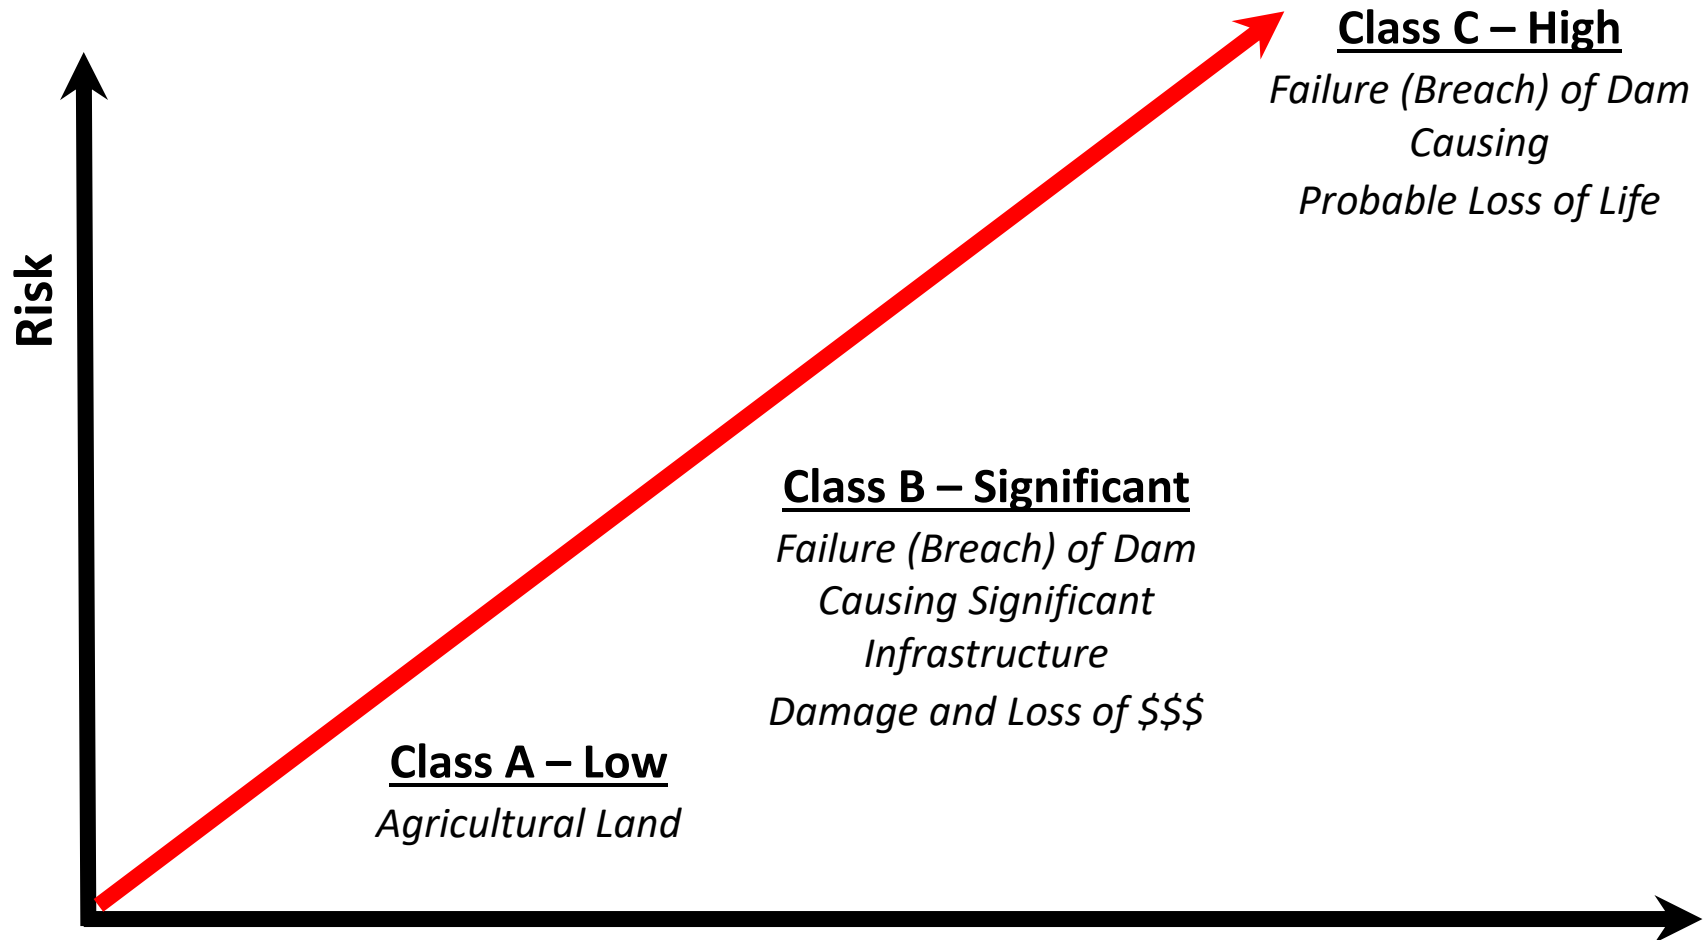 Class C – High
Failure (Breach) of Dam
Causing
Probable Loss of Life
Risk
Class B – Significant
Failure (Breach) of Dam
Causing Significant
Infrastructure
Damage and Loss of $$$
Class A – Low
Agricultural Land